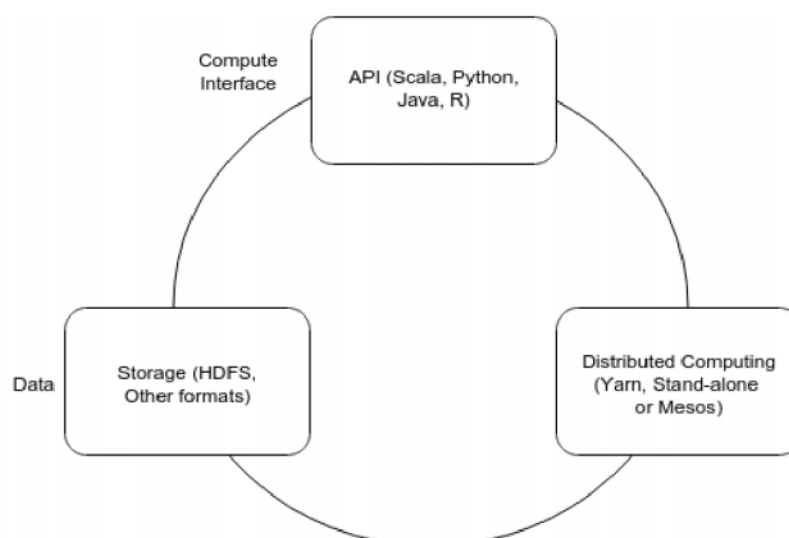 Compute
Interface
API (Scala, Python,
Java, R)
Data
Storage (HDFS,
Other formats)
Distributed Computing
(Yarn, Stand-alone
or Mesos)